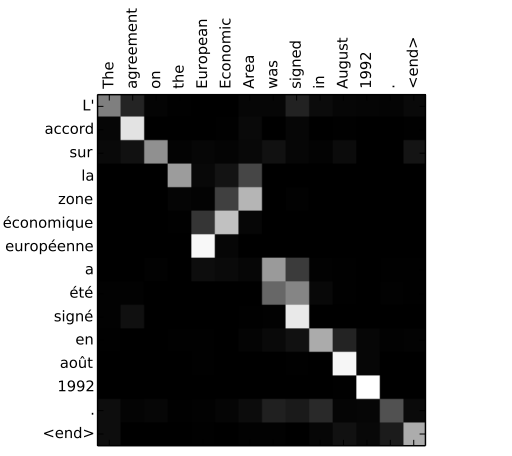 The agreement on the European Economic Area was signed in August 1992 . <end>
L'
accord
sur
la
zone
économique
européenne
a
été
signé
en
août
1992
.
<end>